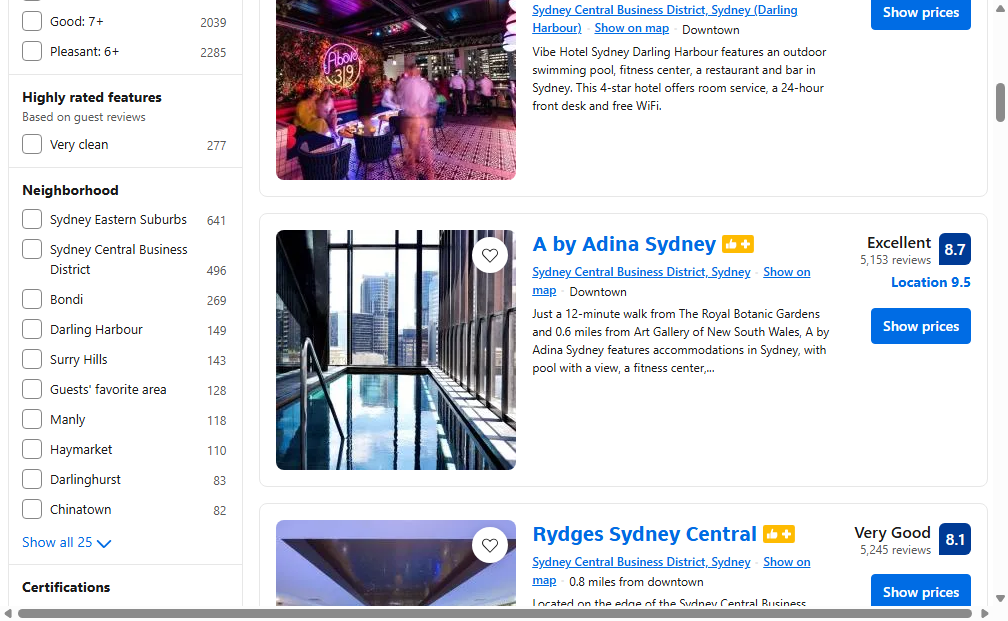 Good: 7+ 2039
Pleasant: 6+ 2285
Highly rated features
Based on guest reviews
Very clean 277
Neighborhood
Sydney Eastern Suburbs 641
Sydney Central Business
District 496
Bondi 269
Darling Harbour 149
Surry Hills 143
Guests' favorite area 128
Manly 118
Haymarket 110
Darlinghurst 83
Chinatown 82
Show all 25
Certifications
Above
319
Sydney Central Business District, Sydney (Darling
Harbour) · Show on map · Downtown
Vibe Hotel Sydney Darling Harbour features an outdoor
swimming pool, fitness center, a restaurant and bar in
Sydney. This 4-star hotel offers room service, a 24-hour
front desk and free WiFi.
Show prices
A by Adina Sydney
Sydney Central Business District, Sydney · Show on
map · Downtown
Just a 12-minute walk from The Royal Botanic Gardens
and 0.6 miles from Art Gallery of New South Wales, A by
Adina Sydney features accommodations in Sydney, with
pool with a view, a fitness center,...
Excellent 8.7
5,153 reviews
Location 9.5
Show prices
Rydges Sydney Central
Sydney Central Business District, Sydney · Show on
map · 0.8 miles from downtown
Located on the edge of the Sydney Central Business
Very Good 8.1
5,245 reviews
Show prices